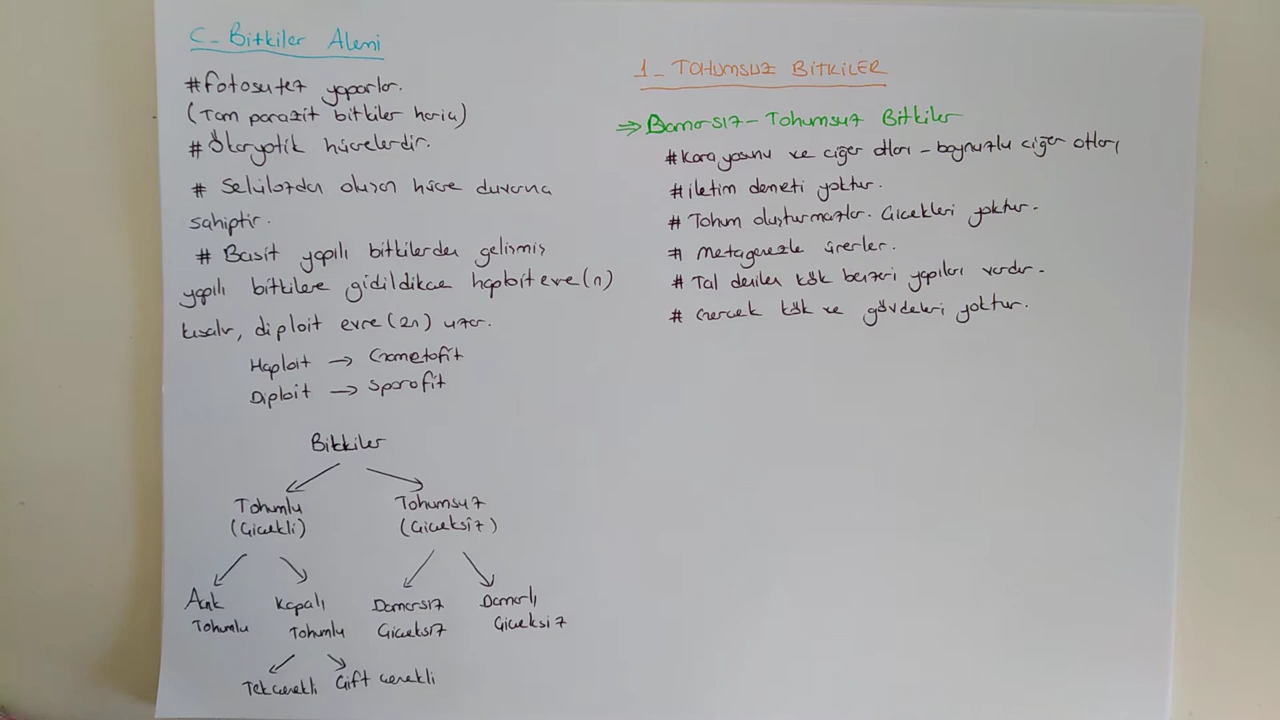 C- Bitkiler Alemi
#fotosentez yaparlar.
(Tam parazit bitkiler hariç)
#Ökaryotik hücrelerdir.
# Selülozdan oluşan hücre duvarına
sahiptir.
# Basit yapılı bitkilerden gelişmiş
yapılı bitkilere gidildikçe haploit evre (n)
kısalır, diploit evre (2n) uzar.
Haploit → Gametofit
Diploit → Sporofit
Bitkiler
Tohumlu Tohumsuz
(Çiçekli) (Çiçeksiz)
Açık Kapalı Damarsız Damarlı
Tohumlu Tohumlu Çiçeksiz Çiçeksiz
Tek çenekli Çift çenekli
1- TOHUMSUZ BİTKİLER
⇒ Damarsız-Tohumsuz Bitkiler
#Kara yosunu ve ciğer otları - boynuzlu ciğer otları
#iletim demeti yoktur.
# Tohum oluşturmazlar. Çiçekleri yoktur.
# Metagenezle ürerler.
# Tal denilen kök benzeri yapıları vardır.
# Gerçek kök ve gövdeleri yoktur.